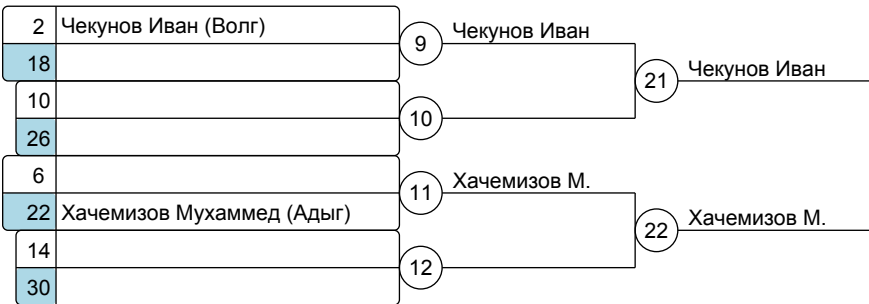 2 Чекунов Иван (Волг)
9 Чекунов Иван
18
21 Чекунов Иван
10
10
26
6
11 Хачемизов М.
22 Хачемизов Мухаммед (Адыг)
22 Хачемизов М.
14
12
30